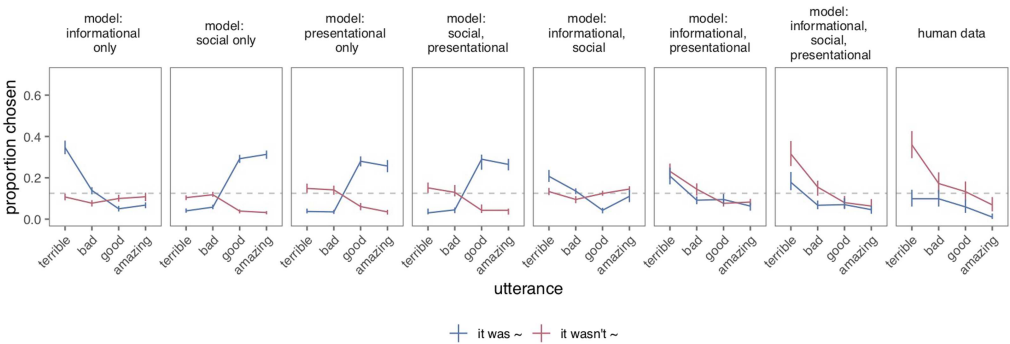 model:
informational
only
model:
social only
model:
presentational
only
model:
social,
presentational
model:
informational,
social
model:
informational,
presentational
model:
informational,
social,
presentational
human data
proportion chosen
0.6
0.4
0.2
0.0
terrible bad good amazing
terrible bad good amazing
terrible bad good amazing
terrible bad good amazing
terrible bad good amazing
terrible bad good amazing
terrible bad good amazing
terrible bad good amazing
utterance
it was ~ it wasn't ~